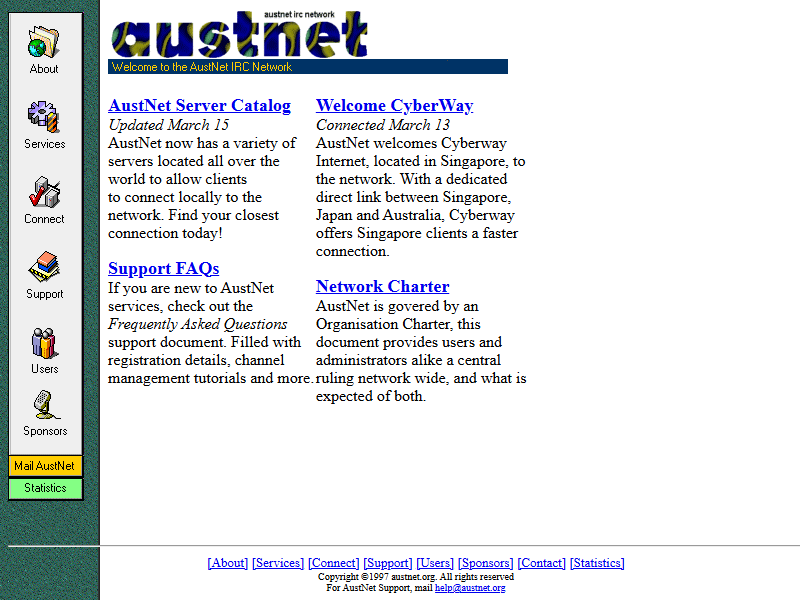 About
Services
Connect
Support
Users
Sponsors
Mail AustNet
Statistics
austnet irc network
austnet
Welcome to the AustNet IRC Network
AustNet Server Catalog
Updated March 15
AustNet now has a variety of
servers located all over the
world to allow clients
to connect locally to the
network. Find your closest
connection today!
Support FAQs
If you are new to AustNet
services, check out the
Frequently Asked Questions
support document. Filled with
registration details, channel
management tutorials and more.
Welcome CyberWay
Connected March 13
AustNet welcomes Cyberway
Internet, located in Singapore, to
the network. With a dedicated
direct link between Singapore,
Japan and Australia, Cyberway
offers Singapore clients a faster
connection.
Network Charter
AustNet is govered by an
Organisation Charter, this
document provides users and
administrators alike a central
ruling network wide, and what is
expected of both.
[About] [Services] [Connect] [Support] [Users] [Sponsors] [Contact] [Statistics]
Copyright ©1997 austnet.org. All rights reserved
For AustNet Support, mail help@austnet.org